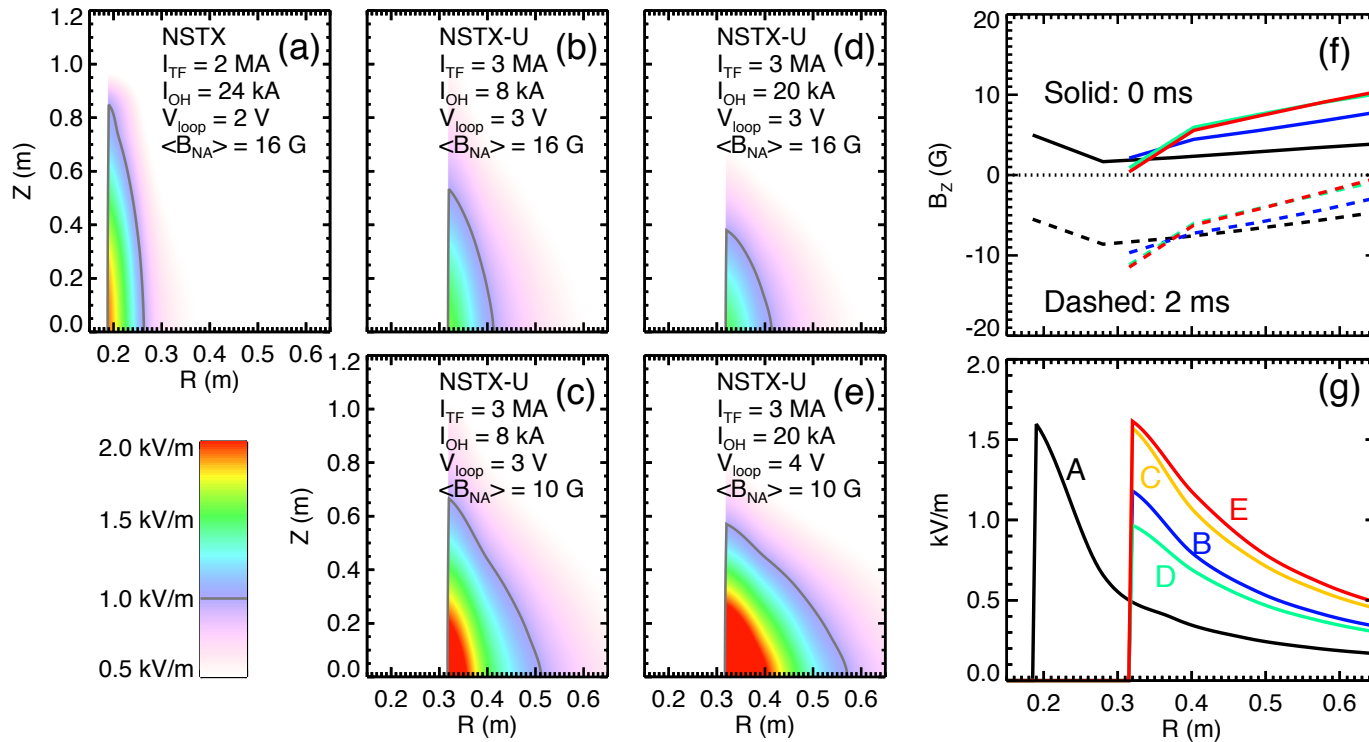 NSTX (a)
I_TF = 2 MA
I_OH = 24 kA
V_loop = 2 V
<B_NA> = 16 G
Z (m)
1.2
1.0
0.8
0.6
0.4
0.2
0.0
0.2 0.3 0.4 0.5 0.6
R (m)
NSTX-U (b)
I_TF = 3 MA
I_OH = 8 kA
V_loop = 3 V
<B_NA> = 16 G
NSTX-U (d)
I_TF = 3 MA
I_OH = 20 kA
V_loop = 3 V
<B_NA> = 16 G
20
10
0
-10
-20
B_Z (G)
(f)
Solid: 0 ms
Dashed: 2 ms
2.0 kV/m
1.5 kV/m
1.0 kV/m
0.5 kV/m
NSTX-U (c)
I_TF = 3 MA
I_OH = 8 kA
V_loop = 3 V
<B_NA> = 10 G
Z (m)
1.2
1.0
0.8
0.6
0.4
0.2
0.0
0.2 0.3 0.4 0.5 0.6
R (m)
NSTX-U (e)
I_TF = 3 MA
I_OH = 20 kA
V_loop = 4 V
<B_NA> = 10 G
0.2 0.3 0.4 0.5 0.6
R (m)
2.0
1.5
1.0
0.5
0.0
kV/m
(g)
A
C
E
B
D
0.2 0.3 0.4 0.5 0.6
R (m)